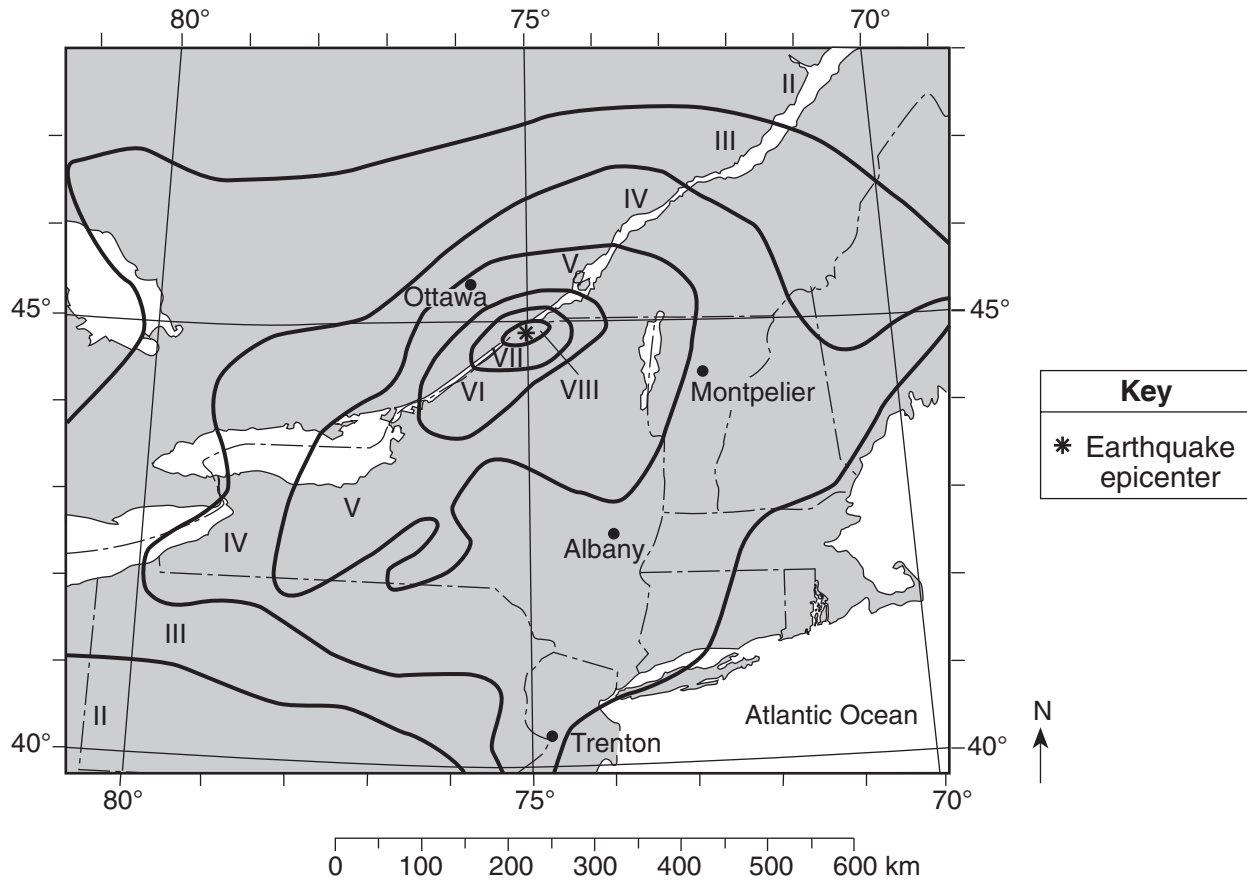 80° 75° 70°
II
III
IV
V
Ottawa
45° 45°
VII
VI VIII
Montpelier
Key
Earthquake
epicenter
V
IV
Albany
III
II
Atlantic Ocean
N
Trenton
40° 40°
80° 75° 70°
0 100 200 300 400 500 600 km